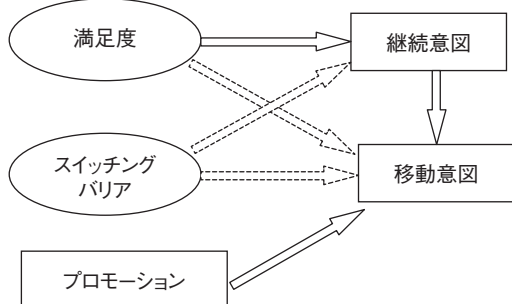 満足度
継続意図
スイッチング
バリア
移動意図
プロモーション